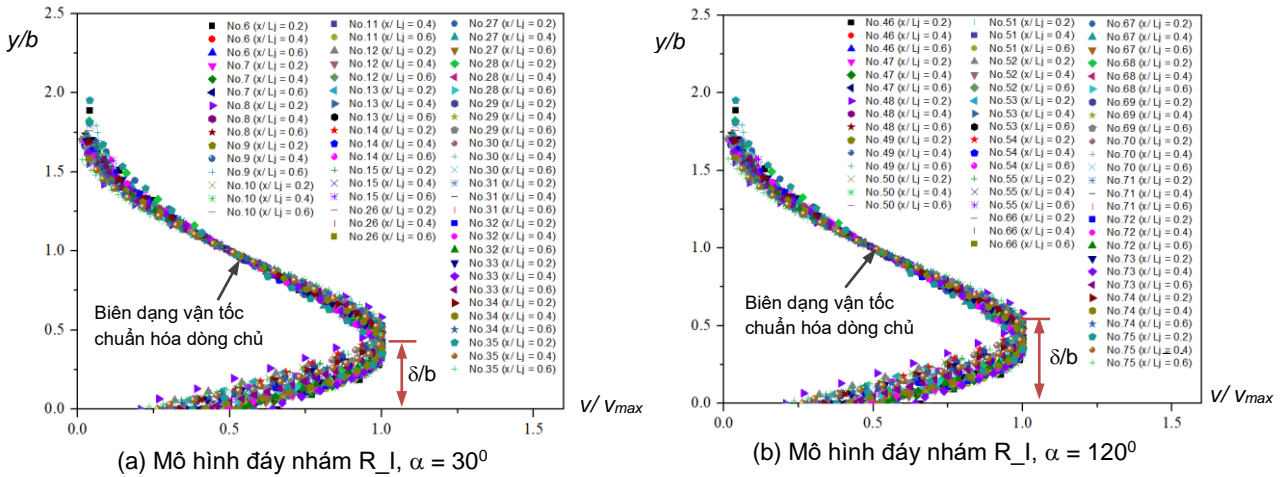 y/b
2.5
2.0
1.5
1.0
0.5
0.0
0.0
0.5
1.0
1.5
v/ vmax
No.6 (x / Lj = 0.2)
No.6 (x / Lj = 0.4)
No.6 (x / Lj = 0.6)
No.7 (x / Lj = 0.2)
No.7 (x / Lj = 0.4)
No.7 (x / Lj = 0.6)
No.8 (x / Lj = 0.2)
No.8 (x / Lj = 0.4)
No.8 (x / Lj = 0.6)
No.9 (x / Lj = 0.2)
No.9 (x / Lj = 0.4)
No.9 (x / Lj = 0.6)
No.10 (x/ Lj = 0.2)
No.10 (x/ Lj = 0.4)
No.10 (x/ Lj = 0.6)
No.11 (x/ Lj = 0.4)
No.11 (x/ Lj = 0.6)
No.12 (x/ Lj = 0.2)
No.12 (x/ Lj = 0.4)
No.12 (x/ Lj = 0.6)
No.13 (x/ Lj = 0.2)
No.13 (x/ Lj = 0.4)
No.13 (x/ Lj = 0.6)
No.14 (x/ Lj = 0.2)
No.14 (x/ Lj = 0.4)
No.14 (x/ Lj = 0.6)
No.15 (x/ Lj = 0.2)
No.15 (x/ Lj = 0.4)
No.15 (x/ Lj = 0.6)
No.26 (x/ Lj = 0.2)
No.26 (x/ Lj = 0.4)
No.26 (x/ Lj = 0.6)
No.27 (x/ Lj = 0.2)
No.27 (x/ Lj = 0.4)
No.27 (x/ Lj = 0.6)
No.28 (x/ Lj = 0.2)
No.28 (x/ Lj = 0.4)
No.28 (x/ Lj = 0.6)
No.29 (x/ Lj = 0.2)
No.29 (x/ Lj = 0.4)
No.29 (x/ Lj = 0.6)
No.30 (x/ Lj = 0.2)
No.30 (x/ Lj = 0.4)
No.30 (x/ Lj = 0.6)
No.31 (x/ Lj = 0.2)
No.31 (x/ Lj = 0.4)
No.31 (x/ Lj = 0.6)
No.32 (x/ Lj = 0.2)
No.32 (x/ Lj = 0.4)
No.32 (x/ Lj = 0.6)
No.33 (x/ Lj = 0.2)
No.33 (x/ Lj = 0.4)
No.33 (x/ Lj = 0.6)
No.34 (x/ Lj = 0.2)
No.34 (x/ Lj = 0.4)
No.34 (x/ Lj = 0.6)
No.35 (x/ Lj = 0.2)
No.35 (x/ Lj = 0.4)
No.35 (x/ Lj = 0.6)
Biên dạng vận tốc
chuẩn hóa dòng chủ
δ/b
(a) Mô hình đáy nhám R_I, α = 30⁰
y/b
2.5
2.0
1.5
1.0
0.5
0.0
0.00
0.25
0.50
0.75
1.00
1.25
1.50
v/ vmax
No.46 (x/ Lj = 0.2)
No.46 (x/ Lj = 0.4)
No.46 (x/ Lj = 0.6)
No.47 (x/ Lj = 0.2)
No.47 (x/ Lj = 0.4)
No.47 (x/ Lj = 0.6)
No.48 (x/ Lj = 0.2)
No.48 (x/ Lj = 0.4)
No.48 (x/ Lj = 0.6)
No.49 (x/ Lj = 0.2)
No.49 (x/ Lj = 0.4)
No.49 (x/ Lj = 0.6)
No.50 (x/ Lj = 0.2)
No.50 (x/ Lj = 0.4)
No.50 (x/ Lj = 0.6)
No.51 (x/ Lj = 0.2)
No.51 (x/ Lj = 0.4)
No.51 (x/ Lj = 0.6)
No.52 (x/ Lj = 0.2)
No.52 (x/ Lj = 0.4)
No.52 (x/ Lj = 0.6)
No.53 (x/ Lj = 0.2)
No.53 (x/ Lj = 0.4)
No.53 (x/ Lj = 0.6)
No.54 (x/ Lj = 0.2)
No.54 (x/ Lj = 0.4)
No.54 (x/ Lj = 0.6)
No.55 (x/ Lj = 0.2)
No.55 (x/ Lj = 0.4)
No.55 (x/ Lj = 0.6)
No.66 (x/ Lj = 0.2)
No.66 (x/ Lj = 0.4)
No.66 (x/ Lj = 0.6)
No.67 (x/ Lj = 0.2)
No.67 (x/ Lj = 0.4)
No.67 (x/ Lj = 0.6)
No.68 (x/ Lj = 0.2)
No.68 (x/ Lj = 0.4)
No.68 (x/ Lj = 0.6)
No.69 (x/ Lj = 0.2)
No.69 (x/ Lj = 0.4)
No.69 (x/ Lj = 0.6)
No.70 (x/ Lj = 0.2)
No.70 (x/ Lj = 0.4)
No.70 (x/ Lj = 0.6)
No.71 (x/ Lj = 0.2)
No.71 (x/ Lj = 0.4)
No.71 (x/ Lj = 0.6)
No.72 (x/ Lj = 0.2)
No.72 (x/ Lj = 0.4)
No.72 (x/ Lj = 0.6)
No.73 (x/ Lj = 0.2)
No.73 (x/ Lj = 0.4)
No.73 (x/ Lj = 0.6)
No.74 (x/ Lj = 0.2)
No.74 (x/ Lj = 0.4)
No.74 (x/ Lj = 0.6)
No.75 (x/ Lj = 0.2)
No.75 (x/ Lj = 0.4)
No.75 (x/ Lj = 0.6)
Biên dạng vận tốc
chuẩn hóa dòng chủ
δ/b
(b) Mô hình đáy nhám R_I, α = 120⁰